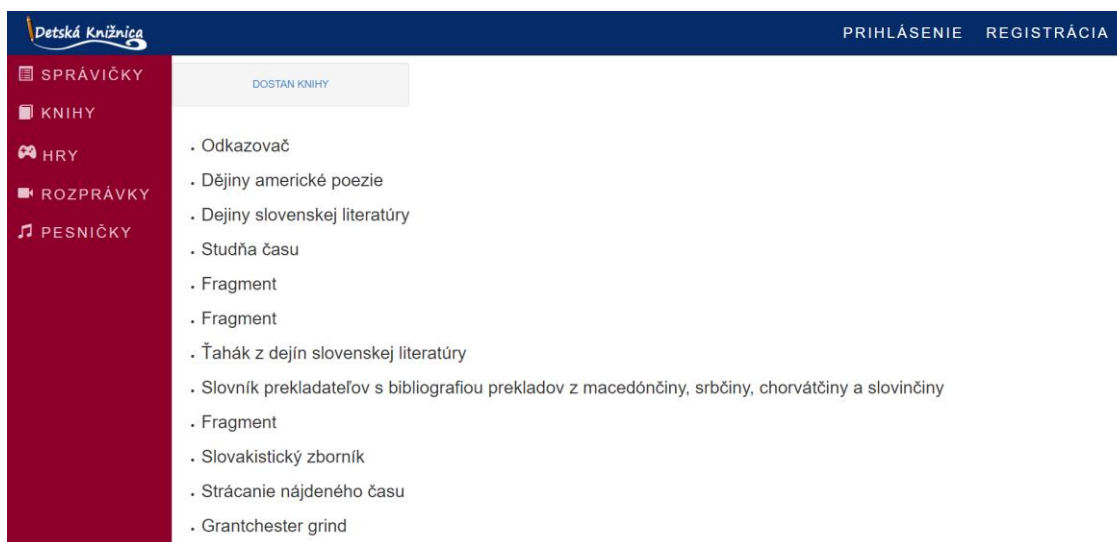 Detská Knižnica
PRIHLÁSENIE REGISTRÁCIA
SPRÁVIČKY
KNIHY
HRY
ROZPRÁVKY
PESNIČKY
DOSTAN KNIHY
Odkazovač
Dějiny americké poezie
Dejiny slovenskej literatúry
Studňa času
Fragment
Fragment
Ťahák z dejín slovenskej literatúry
Slovník prekladateľov s bibliografiou prekladov z macedónčiny, srbčiny, chorvátčiny a slovinčiny
Fragment
Slovakistický zborník
Strácanie nájdeného času
Grantchester grind